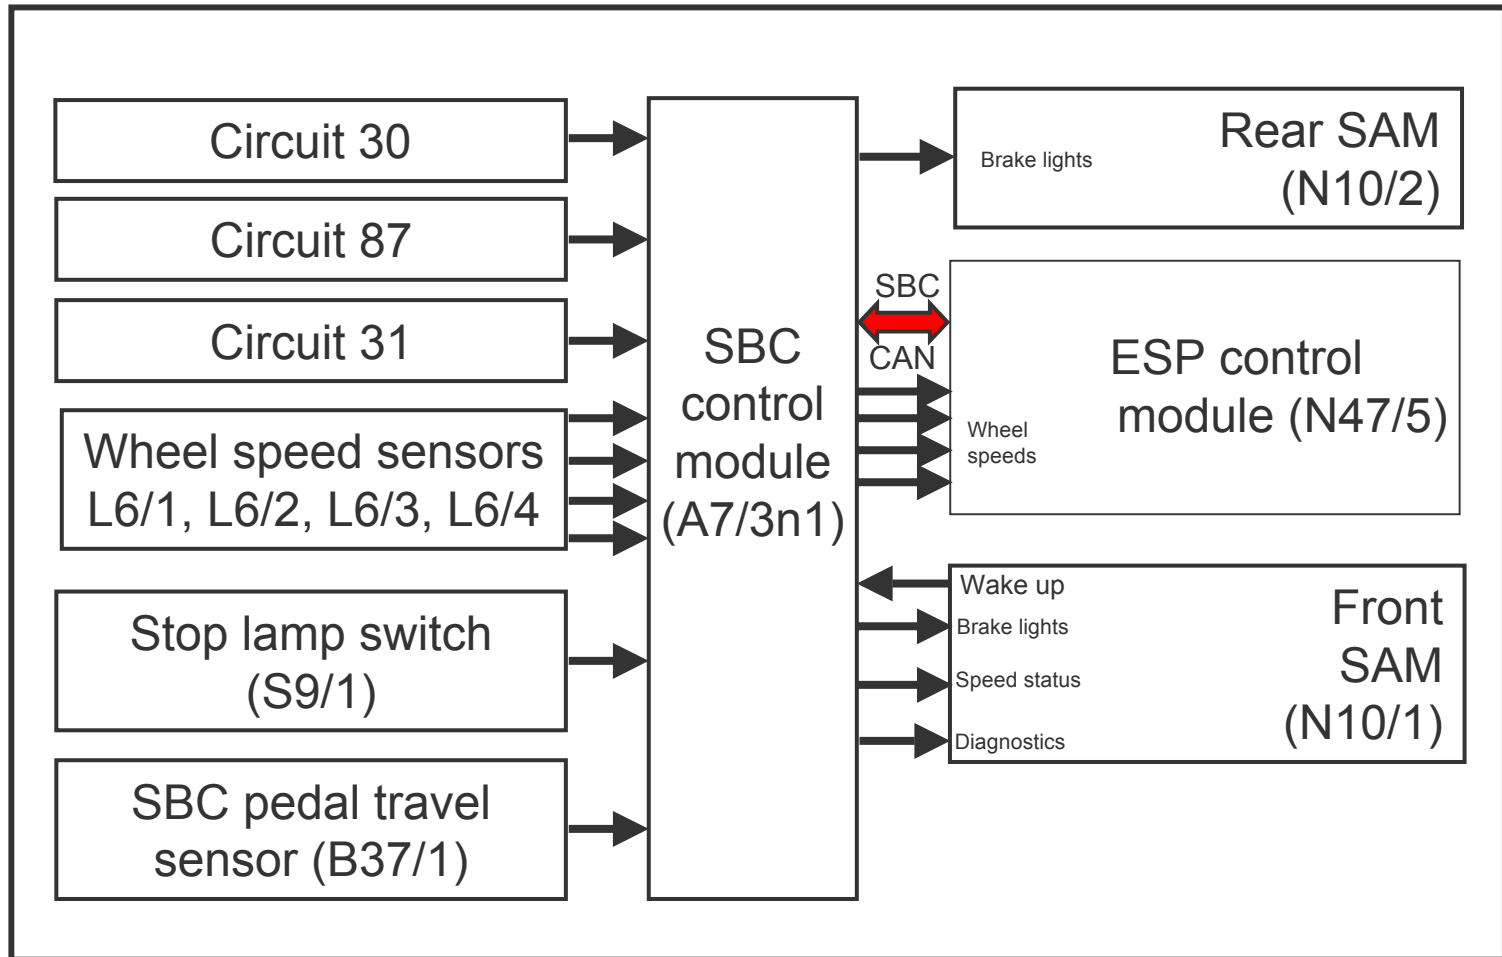 Circuit 30
Circuit 87
Circuit 31
Wheel speed sensors
L6/1, L6/2, L6/3, L6/4
Stop lamp switch
(S9/1)
SBC pedal travel
sensor (B37/1)
SBC
control
module
(A7/3n1)
Brake lights
Rear SAM
(N10/2)
SBC
CAN
Wheel
speeds
ESP control
module (N47/5)
Wake up
Brake lights
Speed status
Diagnostics
Front
SAM
(N10/1)